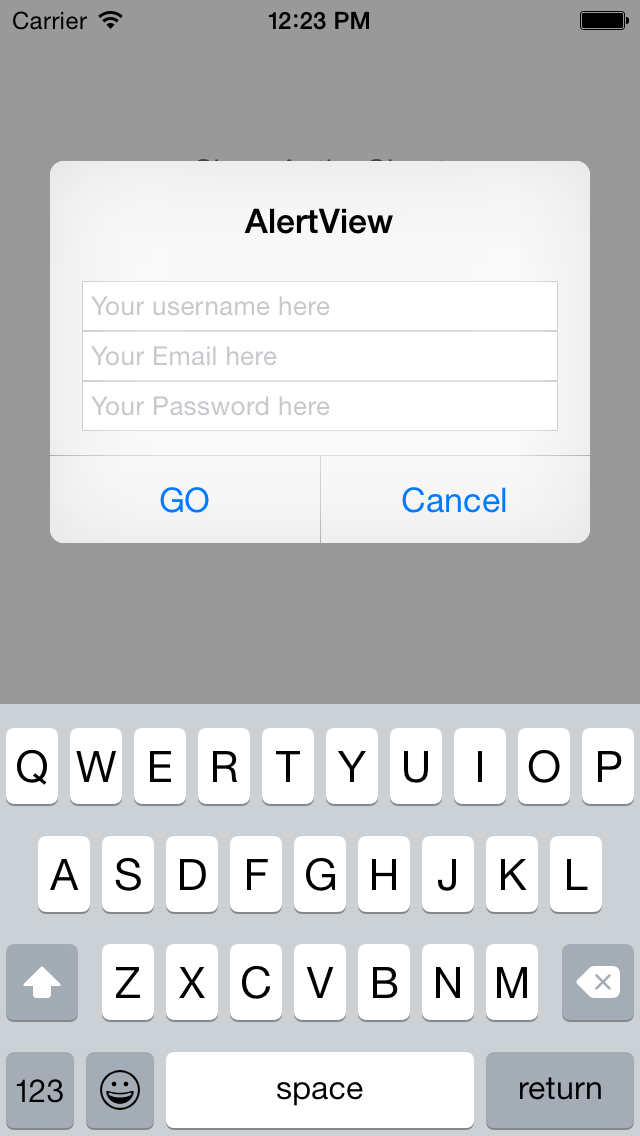 Carrier 12:23 PM
AlertView
Your username here
Your Email here
Your Password here
GO Cancel
Q W E R T Y U I O P
A S D F G H J K L
Z X C V B N M
123 space return